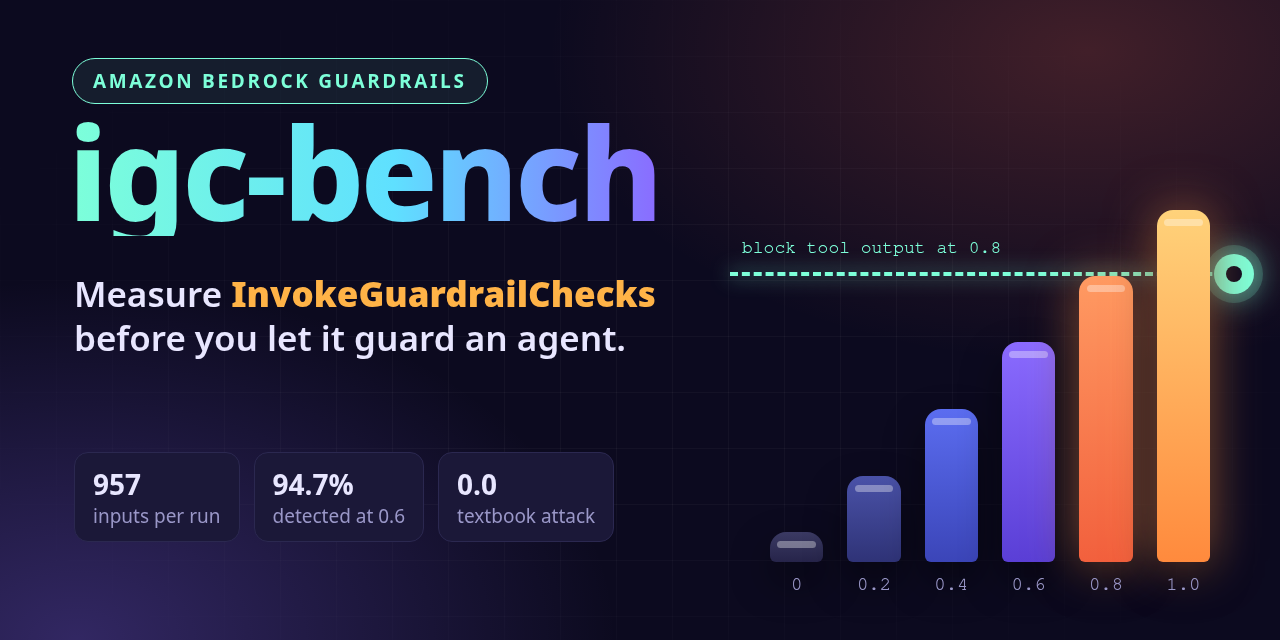 AMAZON BEDROCK GUARDRAILS
igc-bench
Measure InvokeGuardrailChecks
before you let it guard an agent.
957
inputs per run
94.7%
detected at 0.6
0.0
textbook attack
block tool output at 0.8
0 0.2 0.4 0.6 0.8 1.0